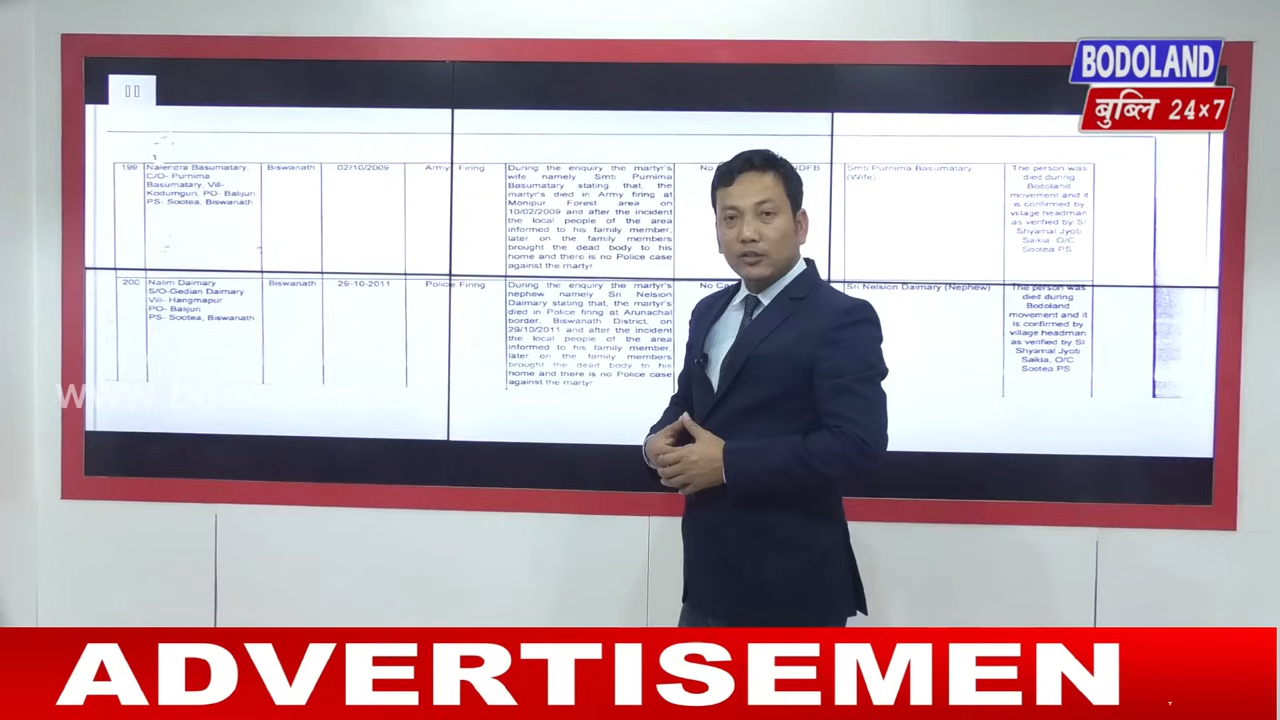 BODOLAND
बुब्लि 24x7
199
Narendra Basumatary,
C/O- Purnima
Basumatary, Vill-
Kodomguri, PO- Balijuri
PS- Sootea, Biswanath
Biswanath
02/10/2009
Army Firing
During the enquiry the martyr's
wife namely Smti Purnima
Basumatary stating that, the
martyr's died in Army firing at
Monipur Forest area on
10/02/2009 and after the incident
the local people of the area
informed to his family member,
later on the family members
brought the dead body to his
home and there is no Police case
against the martyr
No
/DFB
Smti Purnima Basumatary
(Wife)
The person was
died during
Bodoland
movement and it
is confirmed by
village headman
as verified by SI
Shyamal Jyoti
Saikia, O/C
Sootea PS
200
Nalim Daimary
S/O-Gedian Daimary
Vill- Hangmapur
PO- Balijuri
PS- Sootea, Biswanath
Biswanath
29-10-2011
Police Firing
During the enquiry the martyr's
nephew namely Sri Nelsion
Daimary stating that, the martyr's
died in Police firing at Arunachal
border, Biswanath District, on
29/10/2011 and after the incident
the local people of the area
informed to his family member,
later on the family members
brought the dead body to his
home and there is no Police case
against the martyr
No Ca
Sri Nelsion Daimary (Nephew)
The person was
died during
Bodoland
movement and it
is confirmed by
village headman
as verified by SI
Shyamal Jyoti
Saikia, O/C
Sootea PS
ADVERTISEMEN